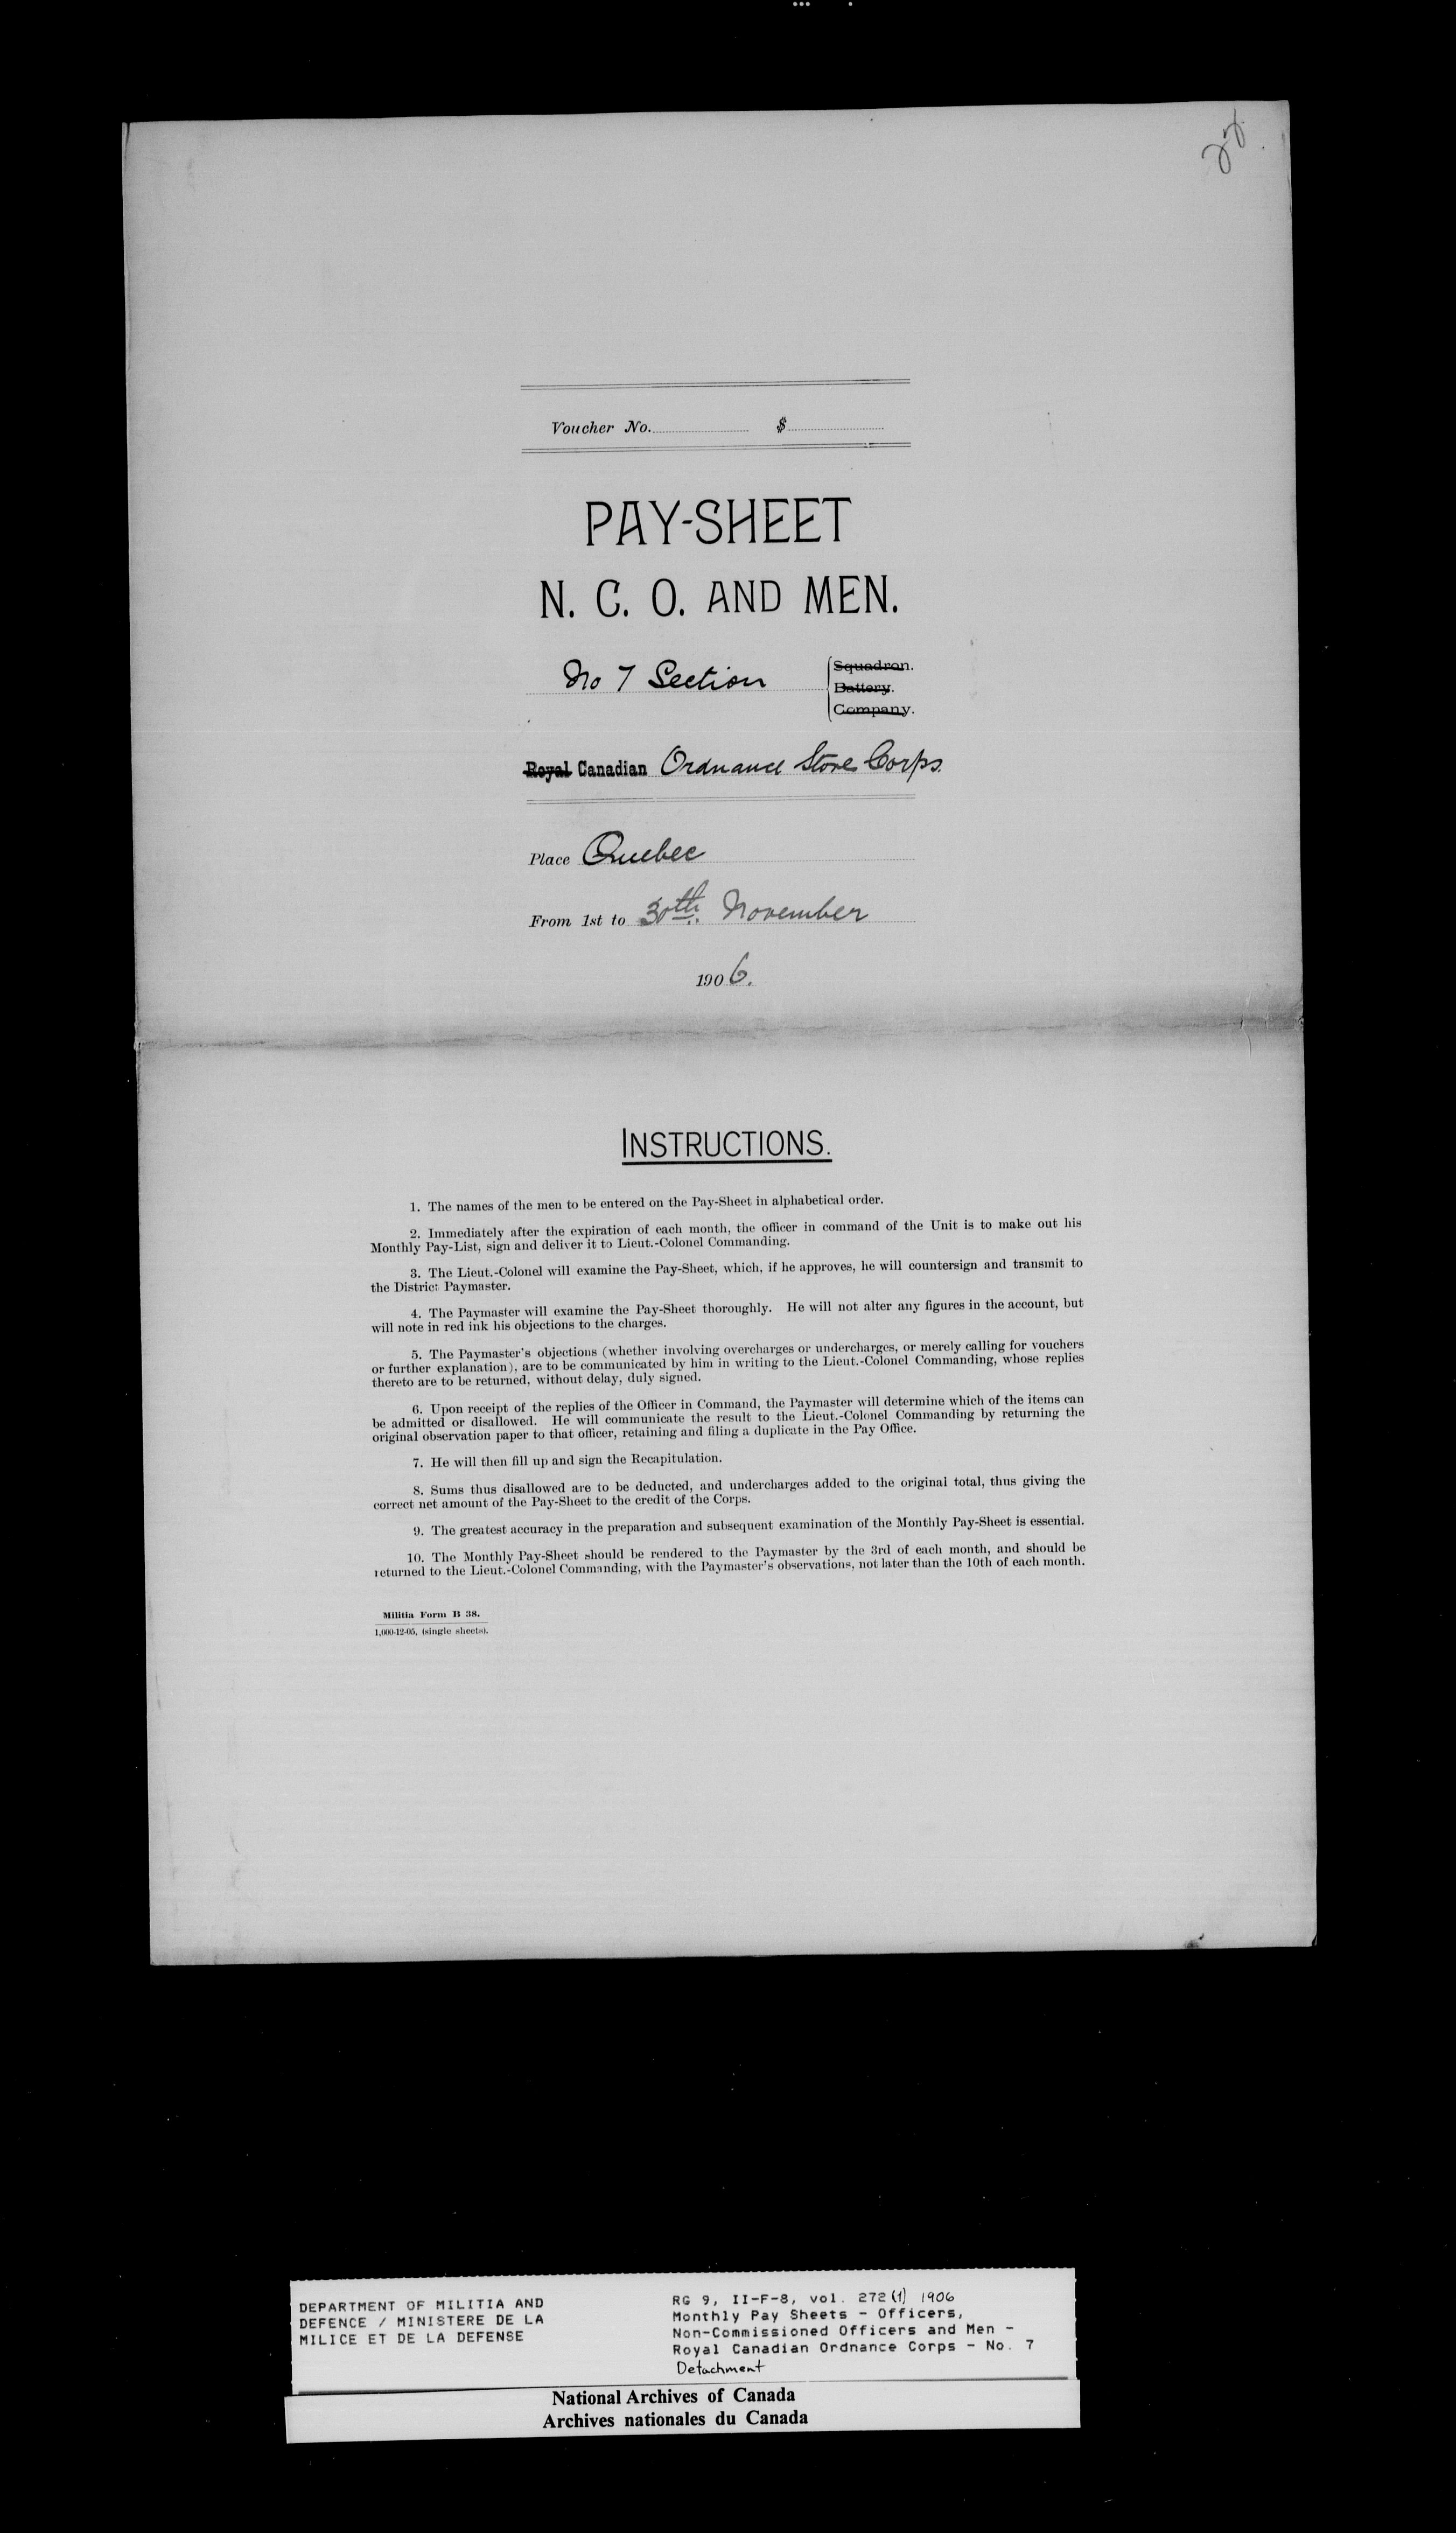 Voucher No. $
PAY-SHEET
N. C. O. AND MEN.
No 7 Section
Squadron.
Battery.
Company.
Royal Canadian Ordnance Store Corps.
Place Quebec
From 1st to 30th November
1906.
INSTRUCTIONS.
1. The names of the men to be entered on the Pay-Sheet in alphabetical order.
2. Immediately after the expiration of each month, the officer in command of the Unit is to make out his
Monthly Pay-List, sign and deliver it to Lieut.-Colonel Commanding.
3. The Lieut.-Colonel will examine the Pay-Sheet, which, if he approves, he will countersign and transmit to
the District Paymaster.
4. The Paymaster will examine the Pay-Sheet thoroughly. He will not alter any figures in the account, but
will note in red ink his objections to the charges.
5. The Paymaster's objections (whether involving overcharges or undercharges, or merely calling for vouchers
or further explanation), are to be communicated by him in writing to the Lieut.-Colonel Commanding, whose replies
thereto are to be returned, without delay, duly signed.
6. Upon receipt of the replies of the Officer in Command, the Paymaster will determine which of the items can
be admitted or disallowed. He will communicate the result to the Lieut.-Colonel Commanding by returning the
original observation paper to that officer, retaining and filing a duplicate in the Pay Office.
7. He will then fill up and sign the Recapitulation.
8. Sums thus disallowed are to be deducted, and undercharges added to the original total, thus giving the
correct net amount of the Pay-Sheet to the credit of the Corps.
9. The greatest accuracy in the preparation and subsequent examination of the Monthly Pay-Sheet is essential.
10. The Monthly Pay-Sheet should be rendered to the Paymaster by the 3rd of each month, and should be
returned to the Lieut.-Colonel Commanding, with the Paymaster's observations, not later than the 10th of each month.
Militia Form B 38.
1,000-12-05, (single sheets).
DEPARTMENT OF MILITIA AND
DEFENCE / MINISTERE DE LA
MILICE ET DE LA DEFENSE
RG 9, II-F-8, vol. 272 (1) 1906
Monthly Pay Sheets - Officers,
Non-Commissioned Officers and Men -
Royal Canadian Ordnance Corps - No. 7
Detachment
National Archives of Canada
Archives nationales du Canada